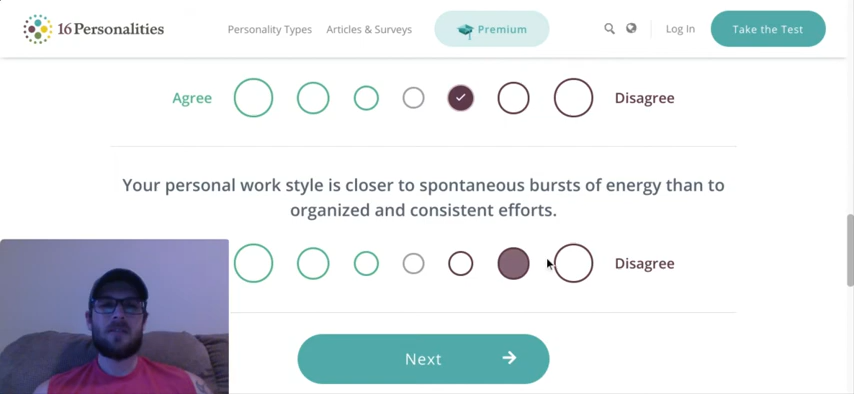 16Personalities Personality Types Articles & Surveys Premium Log In Take the Test
Agree Disagree
Your personal work style is closer to spontaneous bursts of energy than to
organized and consistent efforts.
Disagree
Next